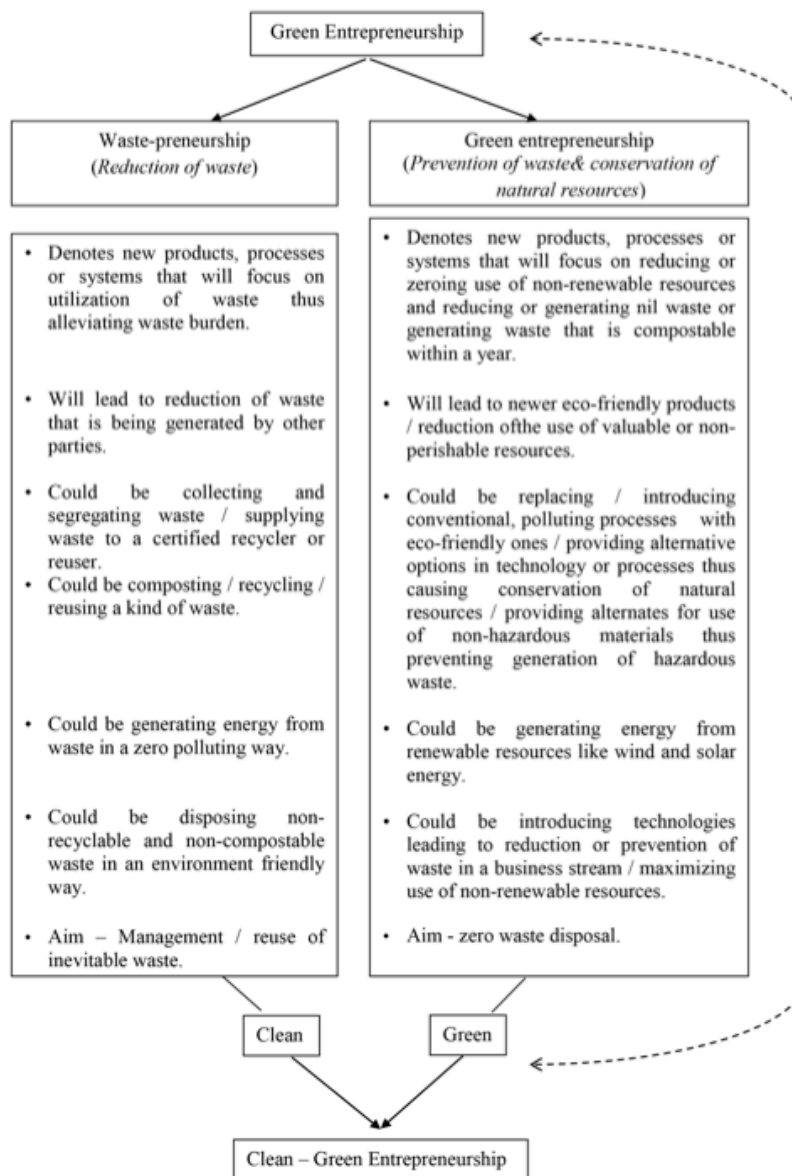 Green Entrepreneurship
Waste-preneurship
(Reduction of waste)
• Denotes new products, processes
or systems that will focus on
utilization of waste thus
alleviating waste burden.
• Will lead to reduction of waste
that is being generated by other
parties.
• Could be collecting and
segregating waste / supplying
waste to a certified recycler or
reuser.
• Could be composting / recycling /
reusing a kind of waste.
• Could be generating energy from
waste in a zero polluting way.
• Could be disposing non-
recyclable and non-compostable
waste in an environment friendly
way.
• Aim – Management / reuse of
inevitable waste.
Green entrepreneurship
(Prevention of waste& conservation of
natural resources)
• Denotes new products, processes or
systems that will focus on reducing or
zeroing use of non-renewable resources
and reducing or generating nil waste or
generating waste that is compostable
within a year.
• Will lead to newer eco-friendly products
/ reduction ofthe use of valuable or non-
perishable resources.
• Could be replacing / introducing
conventional, polluting processes with
eco-friendly ones / providing alternative
options in technology or processes thus
causing conservation of natural
resources / providing alternates for use
of non-hazardous materials thus
preventing generation of hazardous
waste.
• Could be generating energy from
renewable resources like wind and solar
energy.
• Could be introducing technologies
leading to reduction or prevention of
waste in a business stream / maximizing
use of non-renewable resources.
• Aim - zero waste disposal.
Clean
Green
Clean – Green Entrepreneurship